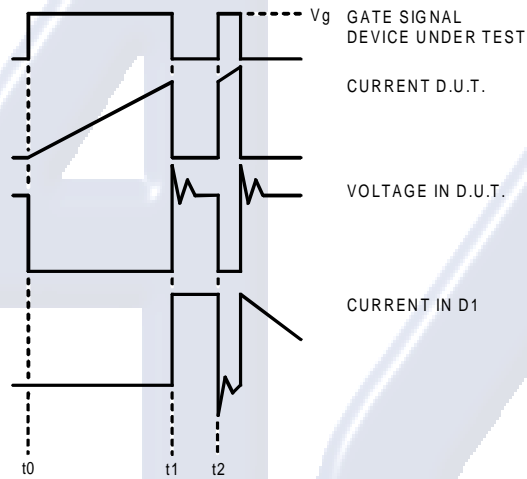 Vg GATE SIGNAL
DEVICE UNDER TEST
CURRENT D.U.T.
VOLTAGE IN D.U.T.
CURRENT IN D1
t0 t1 t2